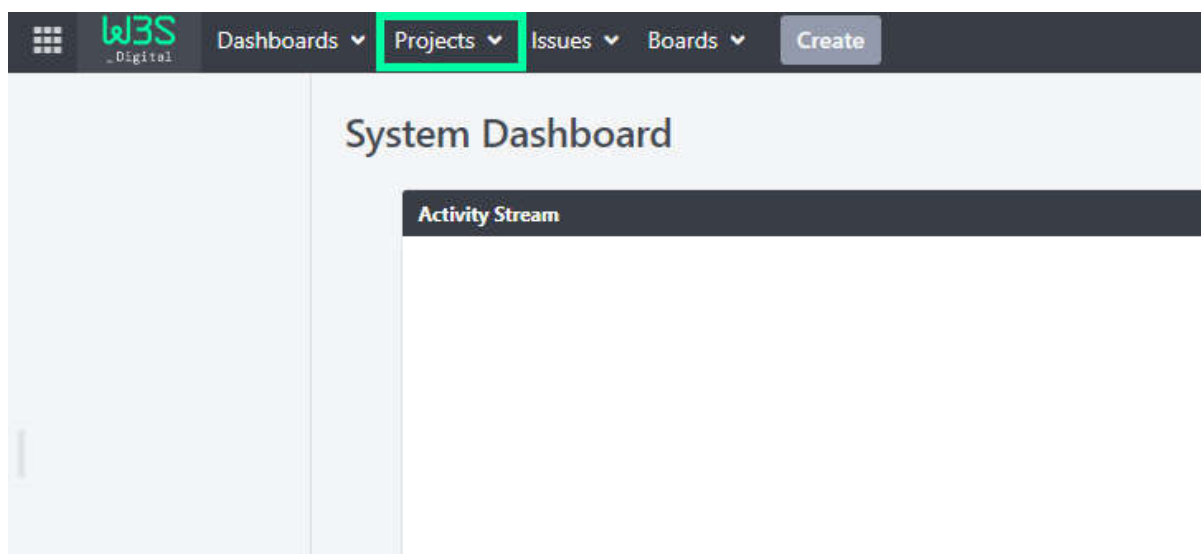 W3S
_Digital
Dashboards Projects Issues Boards Create
System Dashboard
Activity Stream